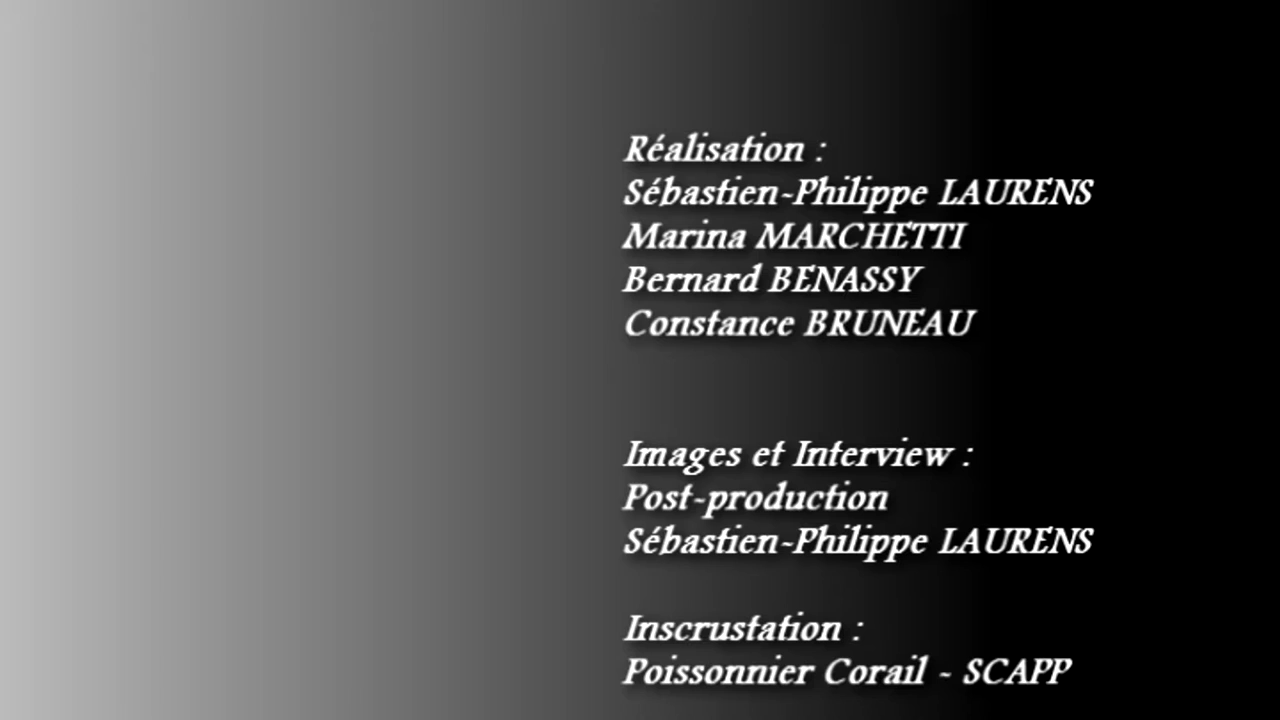 Réalisation :
Sébastien-Philippe LAURENS
Marina MARCHETTI
Bernard BENASSY
Constance BRUNEAU
Images et Interview :
Post-production
Sébastien-Philippe LAURENS
Inscrustation :
Poissonnier Corail - SCAPP